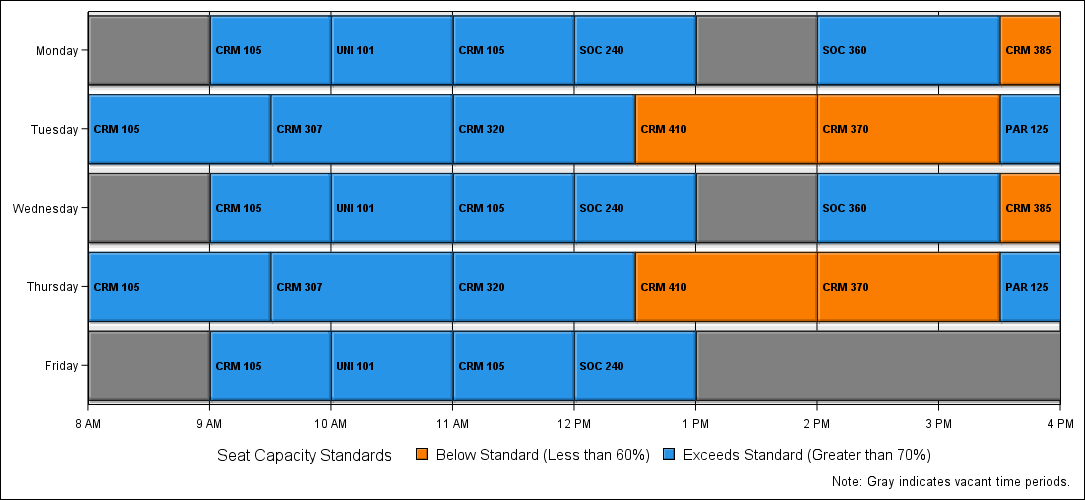 Monday CRM 105 UNI 101 CRM 105 SOC 240 SOC 360 CRM 385
Tuesday CRM 105 CRM 307 CRM 320 CRM 410 CRM 370 PAR 125
Wednesday CRM 105 UNI 101 CRM 105 SOC 240 SOC 360 CRM 385
Thursday CRM 105 CRM 307 CRM 320 CRM 410 CRM 370 PAR 125
Friday CRM 105 UNI 101 CRM 105 SOC 240
8 AM 9 AM 10 AM 11 AM 12 PM 1 PM 2 PM 3 PM 4 PM
Seat Capacity Standards Below Standard (Less than 60%) Exceeds Standard (Greater than 70%)
Note: Gray indicates vacant time periods.